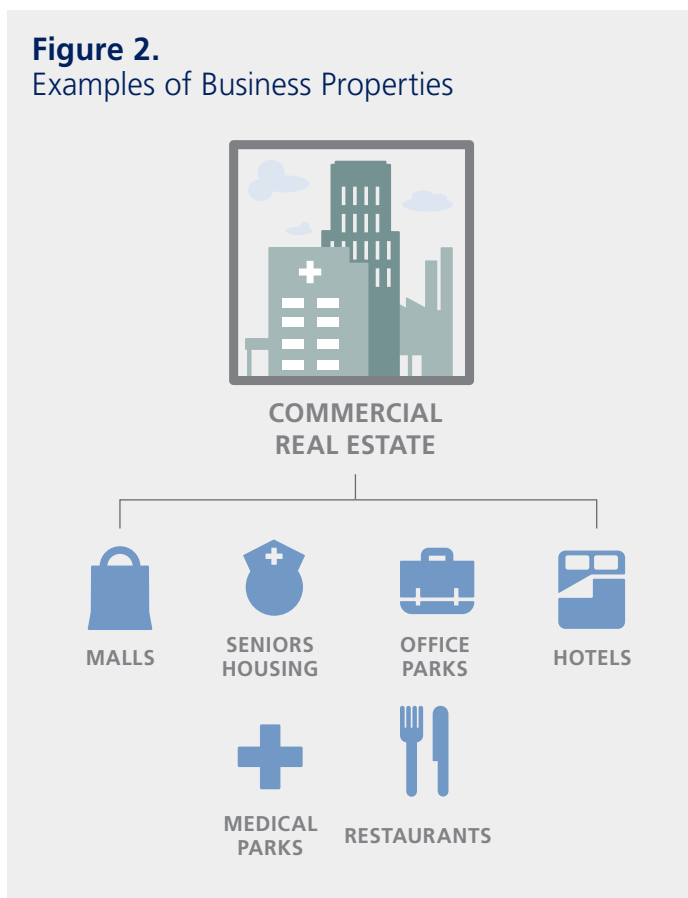 Figure 2.
Examples of Business Properties
COMMERCIAL
REAL ESTATE
MALLS
SENIORS
HOUSING
OFFICE
PARKS
HOTELS
MEDICAL
PARKS
RESTAURANTS